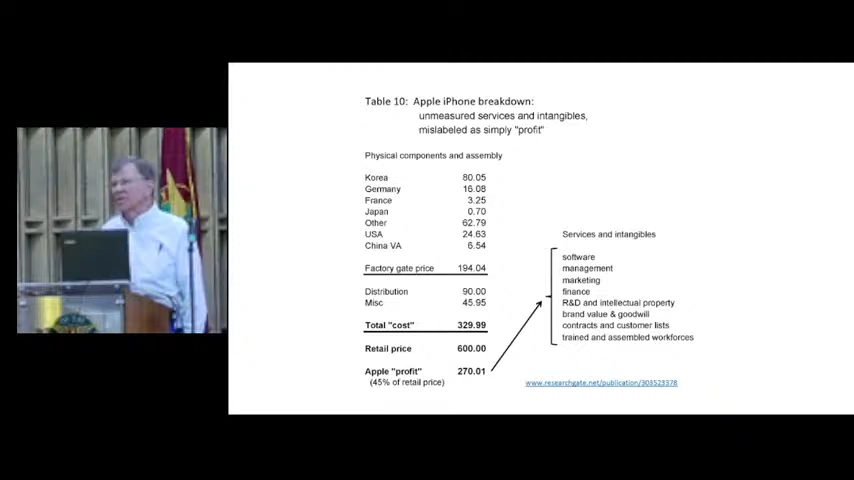 Table 10: Apple iPhone breakdown:
unmeasured services and intangibles,
mislabeled as simply "profit"
Physical components and assembly
Korea 80.05
Germany 16.08
France 3.25
Japan 0.70
Other 62.79
USA 24.63
China VA 6.54
Factory gate price 194.04
Distribution 90.00
Misc 45.95
Total "cost" 329.99
Retail price 600.00
Apple "profit" 270.01
(45% of retail price)
Services and intangibles
software
management
marketing
finance
R&D and intellectual property
brand value & goodwill
contracts and customer lists
trained and assembled workforces
www.researchgate.net/publication/303523378